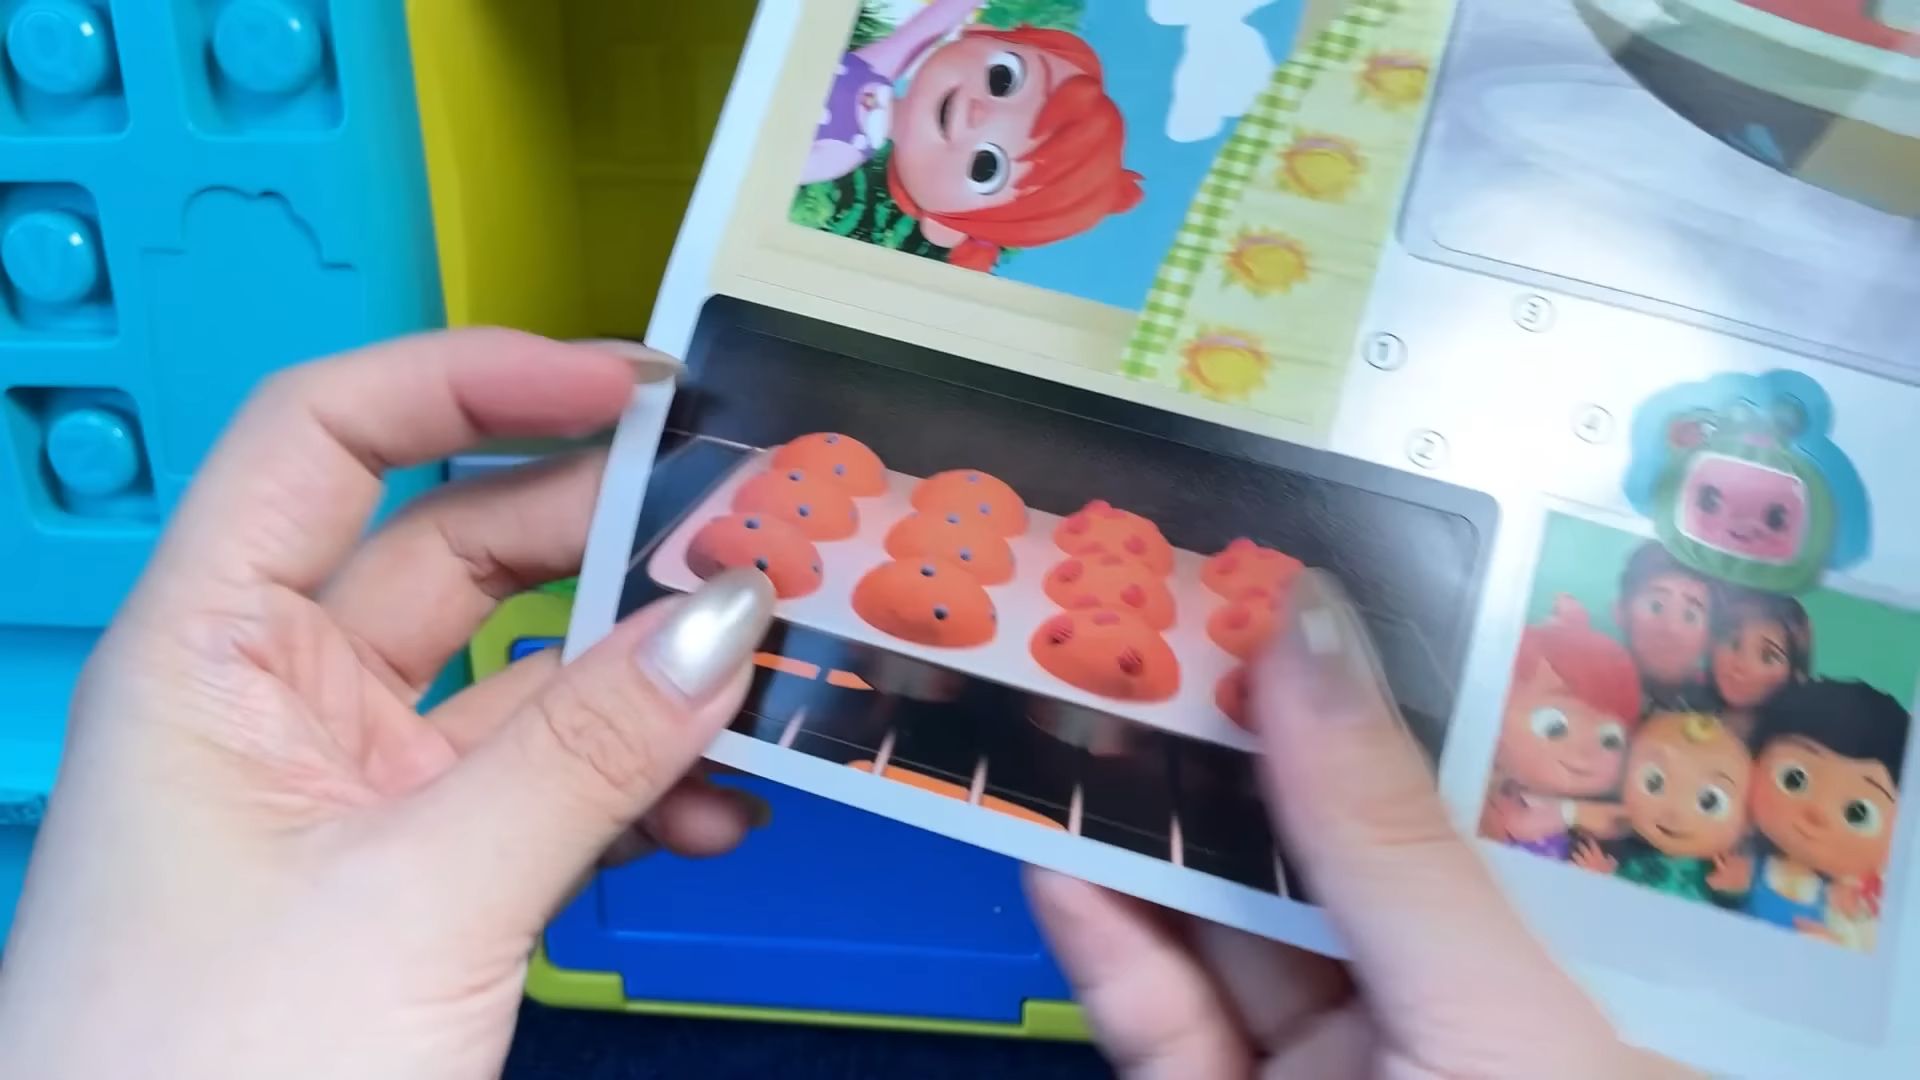 ③
①
④
②